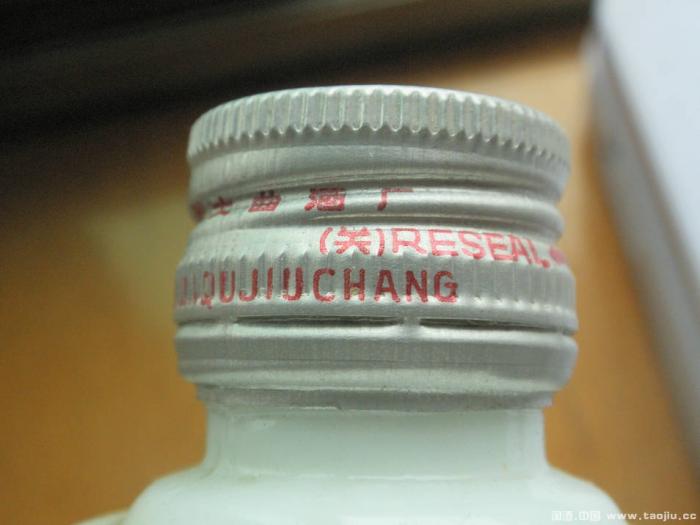 七曲酒厂
(关)RESEAL
QUJIUCHANG
www.taojiu.cc